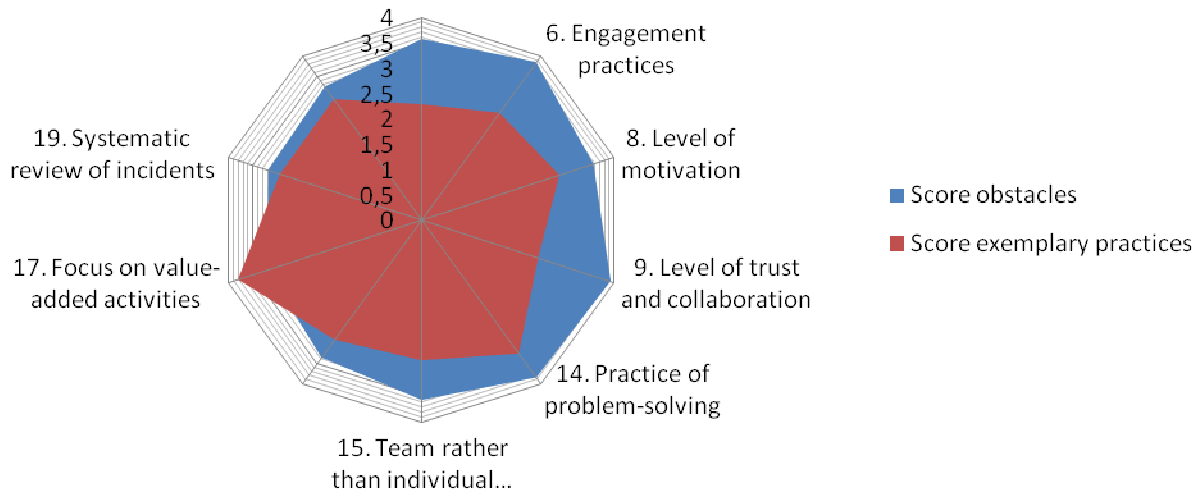 4
3,5
3
2,5
2
1,5
1
0,5
0
6. Engagement
practices
8. Level of
motivation
9. Level of trust
and collaboration
14. Practice of
problem-solving
15. Team rather
than individual…
17. Focus on value-
added activities
19. Systematic
review of incidents
Score obstacles
Score exemplary practices